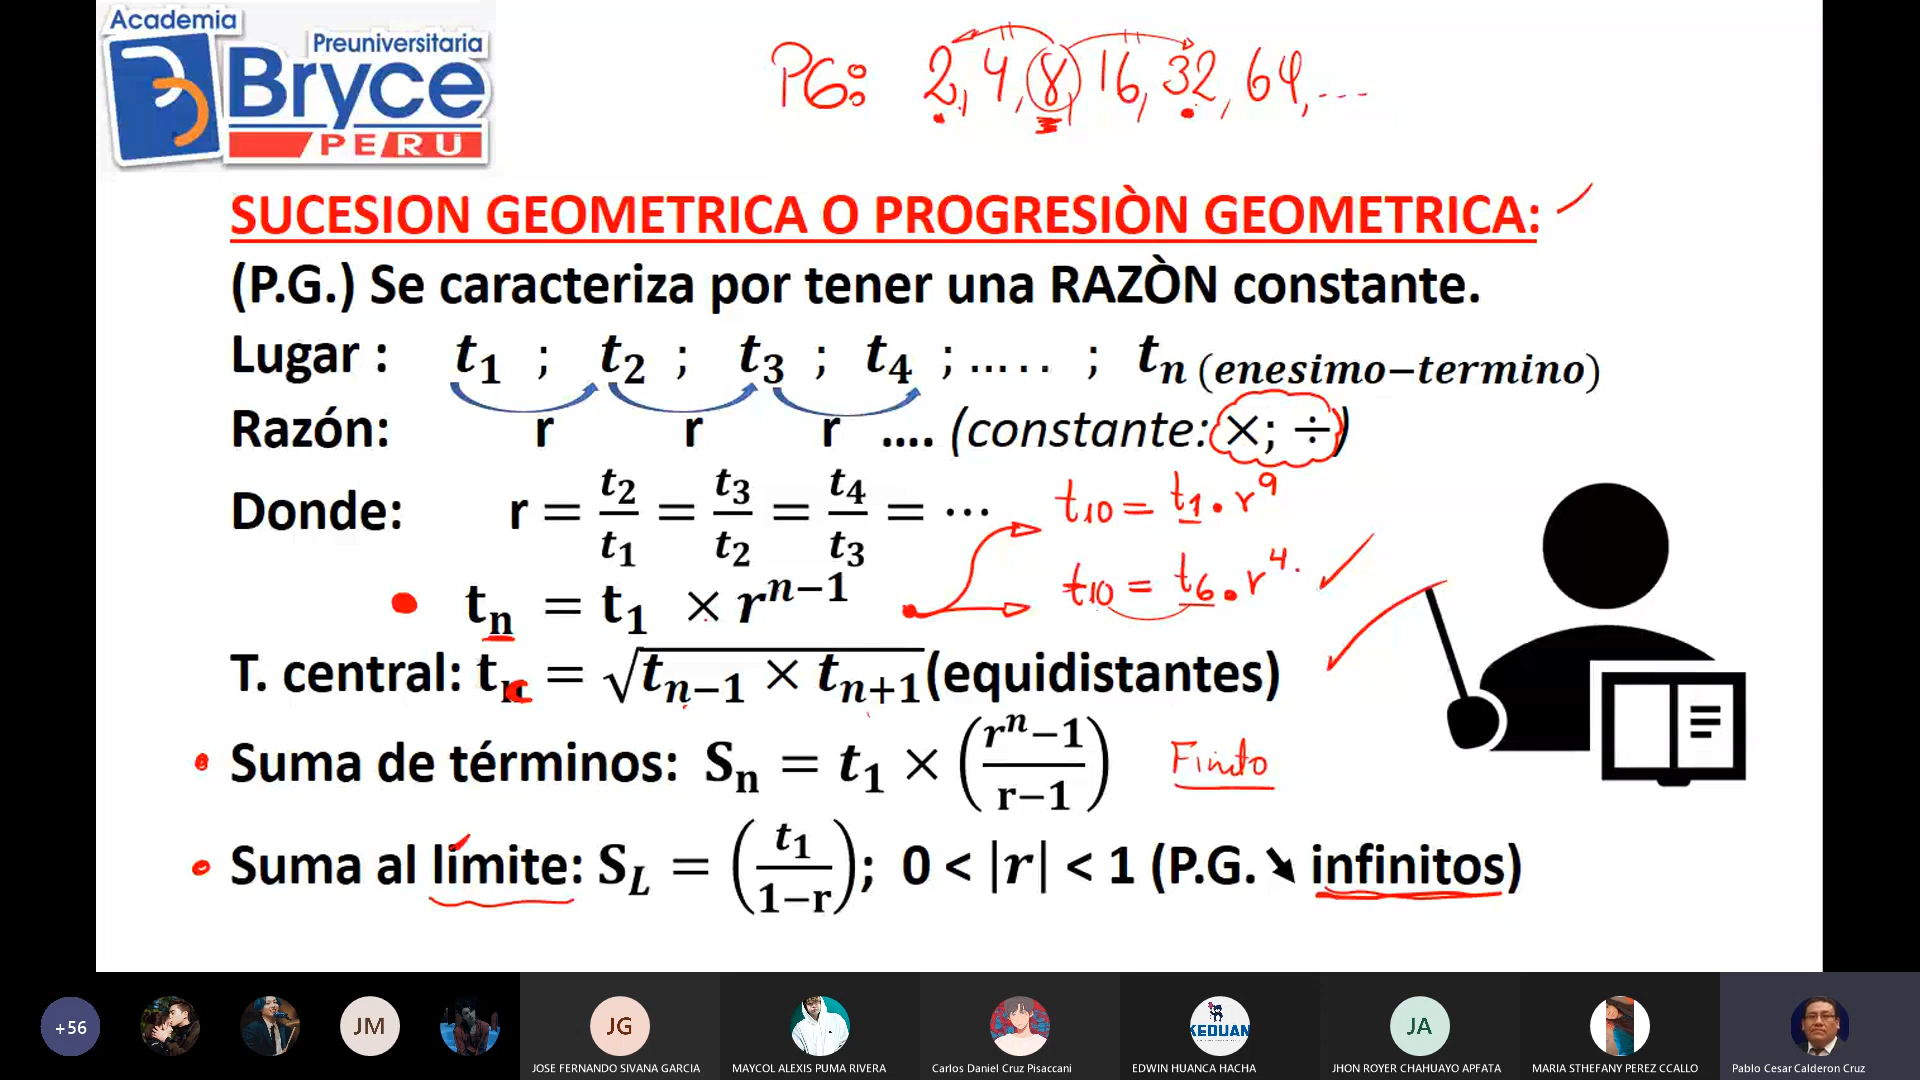 Academia
Preuniversitaria
Bryce
PERU
PG: 2, 4, 8, 16, 32, 64, ....
SUCESION GEOMETRICA O PROGRESIÒN GEOMETRICA:
(P.G.) Se caracteriza por tener una RAZÒN constante.
Lugar : t₁ ; t₂ ; t₃ ; t₄ ; ..... ; tₙ (enesimo−termino)
Razón: r r r .... (constante: ×; ÷)
Donde: r = t₂/t₁ = t₃/t₂ = t₄/t₃ = ⋯
t₁₀ = t₁ . r⁹
t₁₀ = t₆ . r⁴
tₙ = t₁ × rⁿ⁻¹
T. central: t = √(tₙ₋₁ × tₙ₊₁) (equidistantes)
Suma de términos: Sₙ = t₁ × ((rⁿ−1)/(r−1)) Finito
Suma al límite: S_L = (t₁/(1−r)); 0 < |r| < 1 (P.G. ↘ infinitos)
+56
JM
JG
JOSE FERNANDO SIVANA GARCIA
MAYCOL ALEXIS PUMA RIVERA
Carlos Daniel Cruz Pisaccani
KEDUAN
EDWIN HUANCA HACHA
JA
JHON ROYER CHAHUAYO APFATA
MARIA STHEFANY PEREZ CCALLO
Pablo Cesar Calderon Cruz